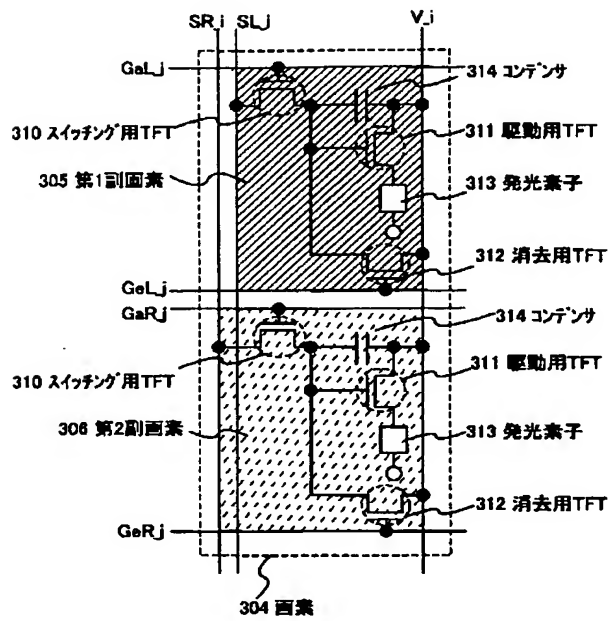 SR_i SL_j V_i
GaL_j
314 コンデンサ
310 スイッチング用TFT
311 駆動用TFT
305 第1副画素
313 発光素子
312 消去用TFT
GeL_j
GaR_j
314 コンデンサ
311 駆動用TFT
310 スイッチング用TFT
306 第2副画素
313 発光素子
312 消去用TFT
GeR_j
304 画素